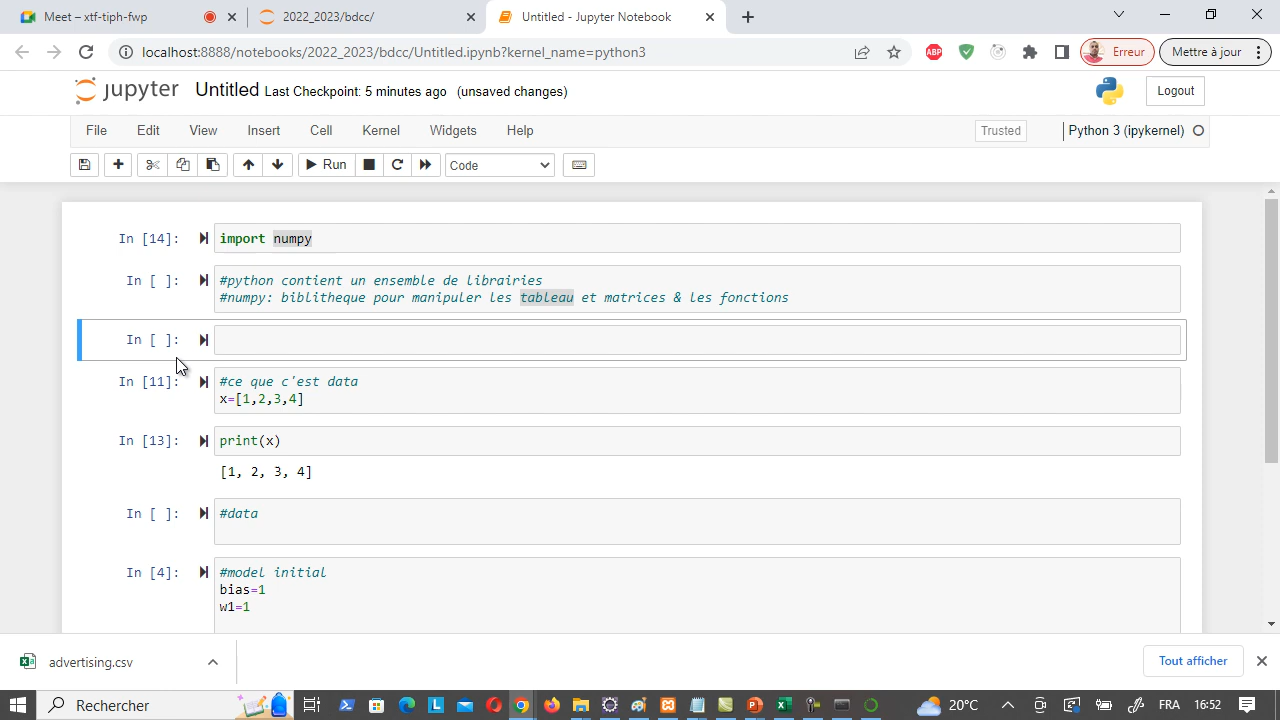 Meet – xtf-tiph-fwp
2022_2023/bdcc/
Untitled - Jupyter Notebook
localhost:8888/notebooks/2022_2023/bdcc/Untitled.ipynb?kernel_name=python3
ABP
Erreur
Mettre à jour
jupyter
Untitled Last Checkpoint: 5 minutes ago (unsaved changes)
Logout
File Edit View Insert Cell Kernel Widgets Help
Trusted
Python 3 (ipykernel)
Run
Code
In [14]:
import numpy
In [ ]:
#python contient un ensemble de librairies
#numpy: biblitheque pour manipuler les tableau et matrices & les fonctions
In [ ]:
In [11]:
#ce que c'est data
x=[1,2,3,4]
In [13]:
print(x)
[1, 2, 3, 4]
In [ ]:
#data
In [4]:
#model initial
bias=1
w1=1
advertising.csv
Tout afficher
Rechercher
20°C
FRA
16:52